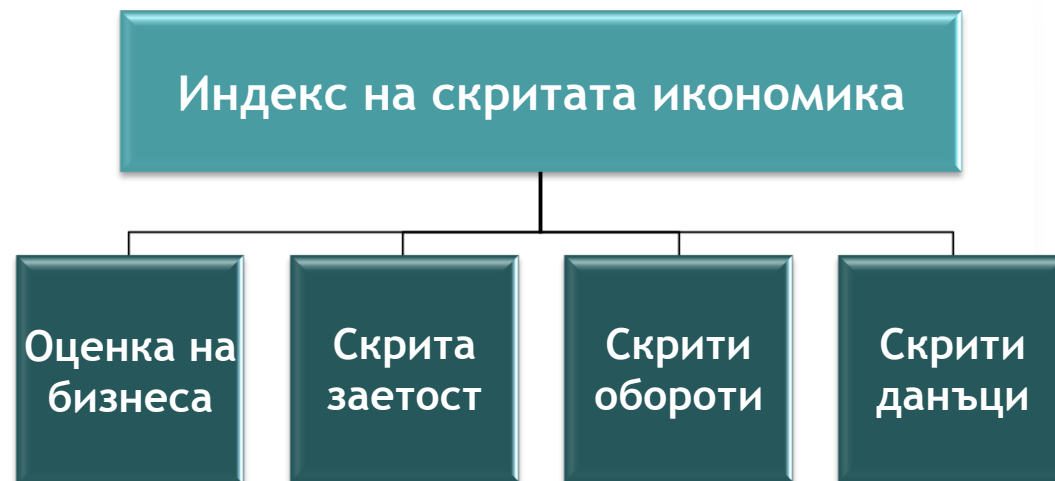 Индекс на скритата икономика
Оценка на
бизнеса
Скрита
заетост
Скрити
обороти
Скрити
данъци